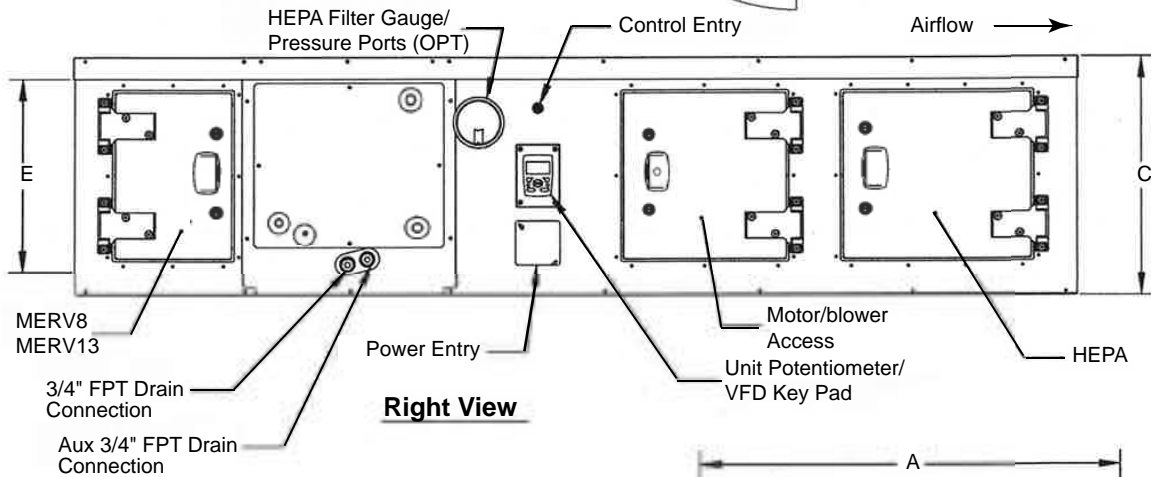 HEPA Filter Gauge/
Pressure Ports (OPT)
Control Entry
Airflow
E
C
MERV8
MERV13
3/4" FPT Drain
Connection
Aux 3/4" FPT Drain
Connection
Power Entry
Right View
Motor/blower
Access
Unit Potentiometer/
VFD Key Pad
HEPA
A